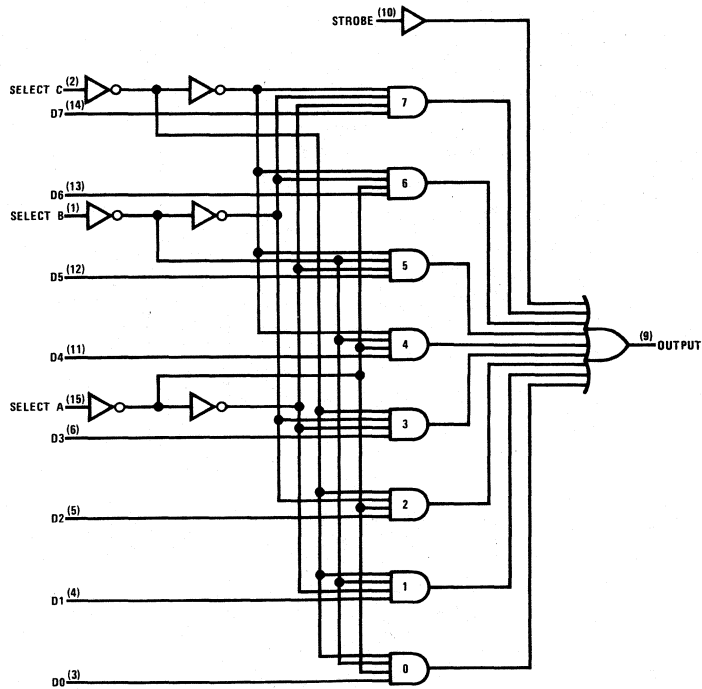 STROBE (10)
SELECT C (2)
D7 (14)
7
D6 (13)
6
SELECT B (1)
D5 (12)
5
(9) OUTPUT
D4 (11)
4
SELECT A (15)
D3 (6)
3
D2 (5)
2
D1 (4)
1
D0 (3)
0